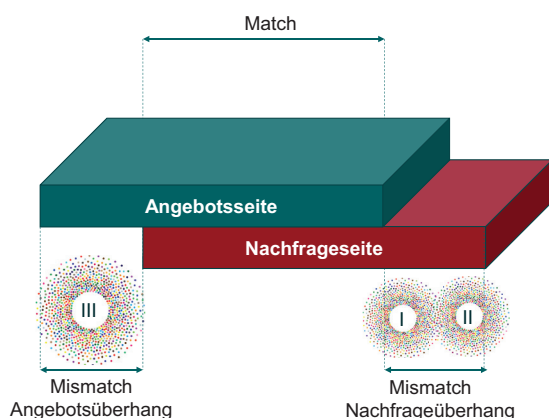 Match
Angebotsseite
Nachfrageseite
III
I
II
Mismatch
Angebotsüberhang
Mismatch
Nachfrageüberhang